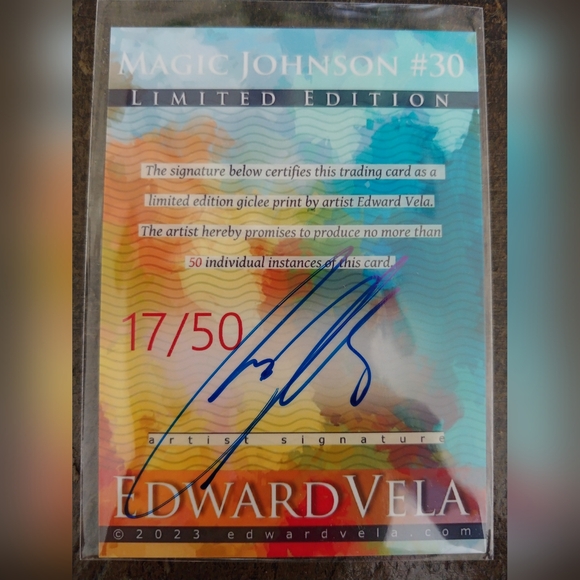 MAGIC JOHNSON #30
LIMITED EDITION
The signature below certifies this trading card as a
limited edition giclee print by artist Edward Vela.
The artist hereby promises to produce no more than
50 individual instances of this card.
17/50
artist signature
EDWARDVELA
© 2023 edwardvela.com